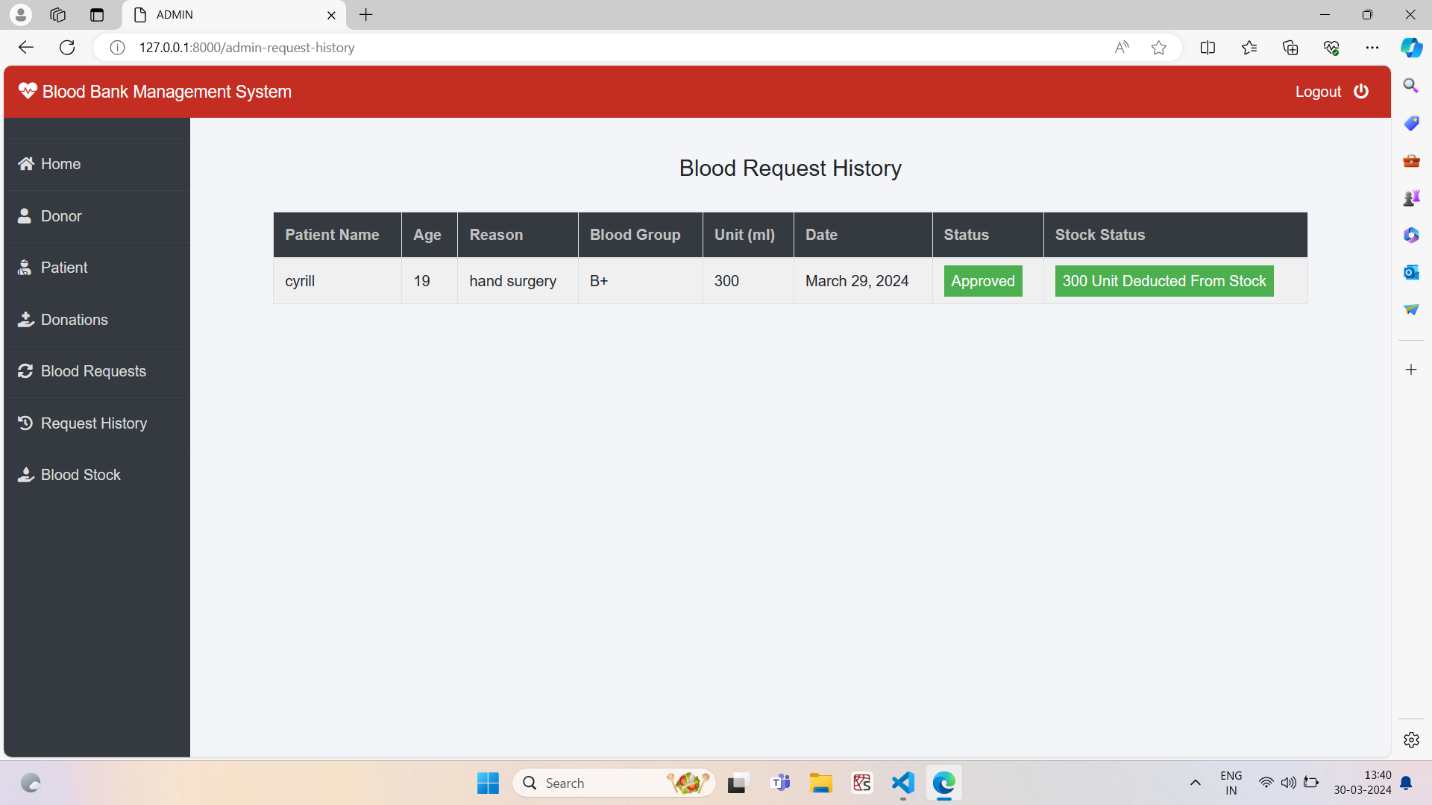 ADMIN
127.0.0.1:8000/admin-request-history
Blood Bank Management System
Logout
Home
Donor
Patient
Donations
Blood Requests
Request History
Blood Stock
Blood Request History
Patient Name Age Reason Blood Group Unit (ml) Date Status Stock Status
cyrill 19 hand surgery B+ 300 March 29, 2024 Approved 300 Unit Deducted From Stock
Search
ENG
IN
13:40
30-03-2024